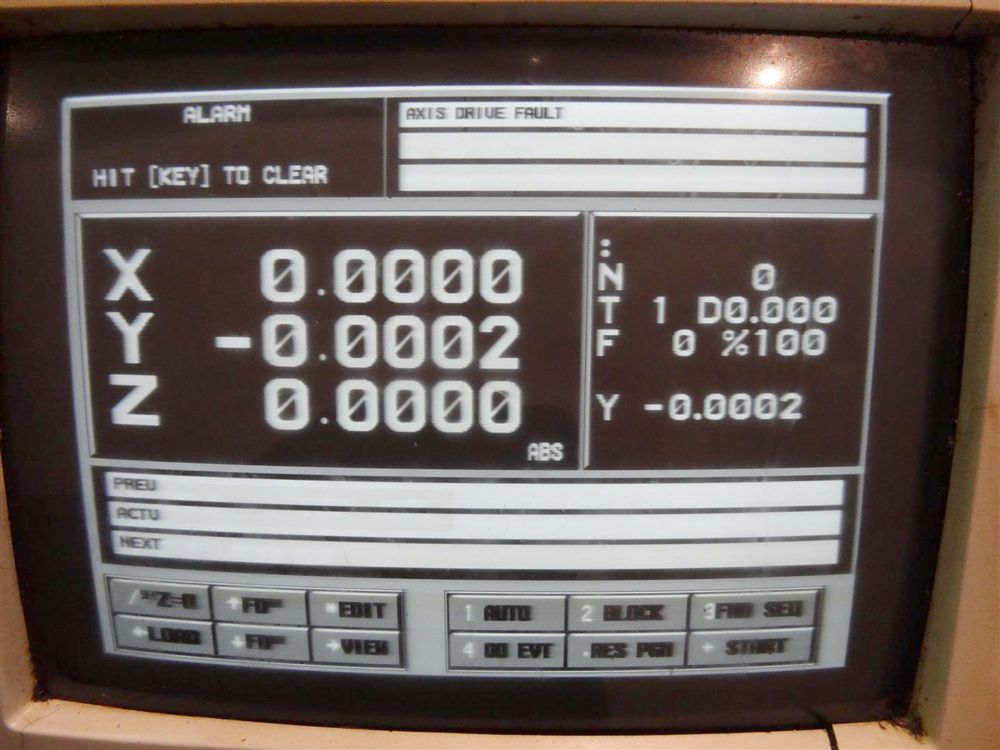 ALARM
HIT [KEY] TO CLEAR
AXIS DRIVE FAULT
X 0.0000
Y -0.0002
Z 0.0000
ABS
:
N 0
T 1 D0.000
F 0 %100
Y -0.0002
PREV
ACTV
NEXT
*EDIT
←LOAD
→VIEW
1 AUTO
2 BLOCK
3 FND SEQ
4 DO EVT
.RES PGM
+ START